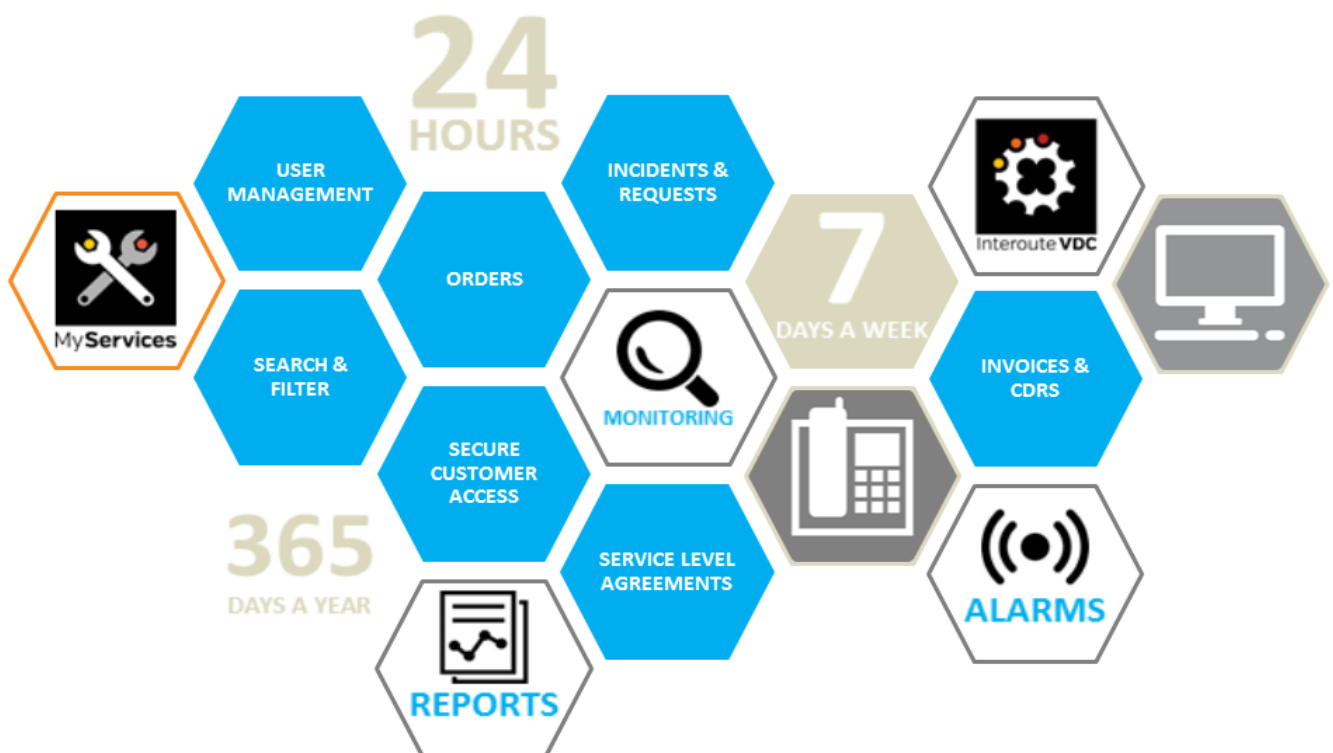 24
HOURS
USER
MANAGEMENT
INCIDENTS &
REQUESTS
Interoute VDC
MyServices
ORDERS
7
DAYS A WEEK
SEARCH &
FILTER
MONITORING
INVOICES &
CDRS
SECURE
CUSTOMER
ACCESS
365
DAYS A YEAR
SERVICE LEVEL
AGREEMENTS
ALARMS
REPORTS